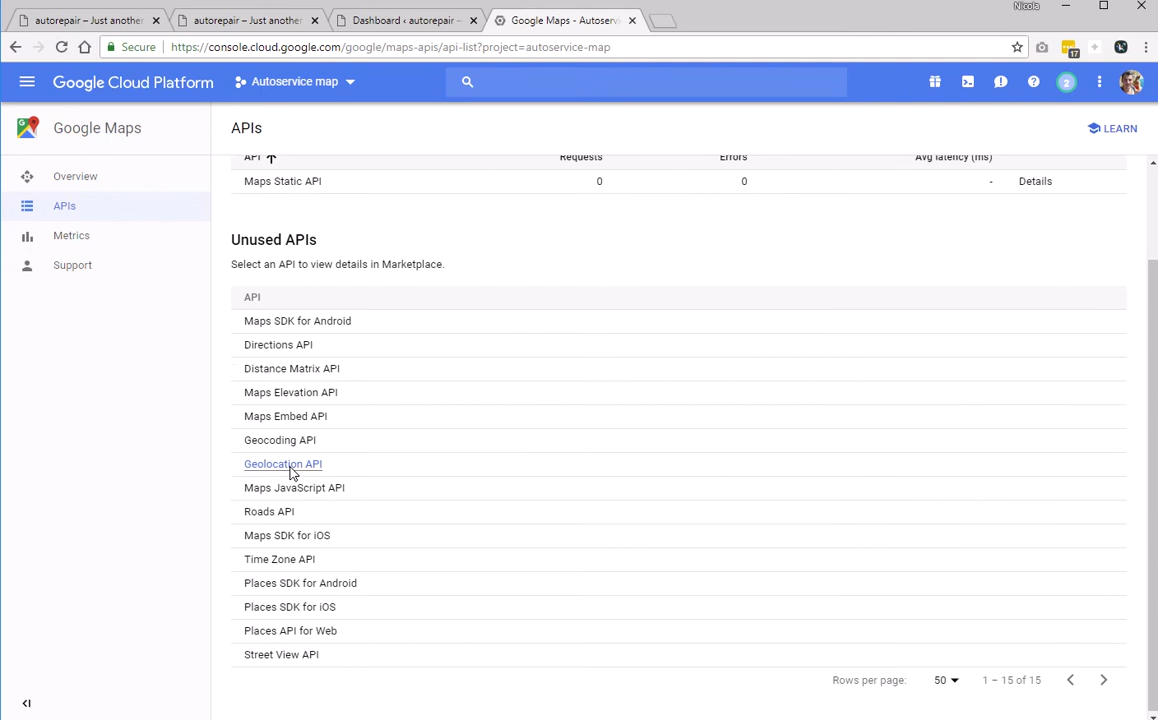 Nicola
autorepair – Just another
autorepair – Just another
Dashboard ‹ autorepair –
Google Maps - Autoserv
Secure
https://console.cloud.google.com/google/maps-apis/api-list?project=autoservice-map
17
Google Cloud Platform
Autoservice map
2
Google Maps
APIs
LEARN
Overview
APIs
Metrics
Support
API Requests Errors Avg latency (ms)
Maps Static API 0 0 - Details
Unused APIs
Select an API to view details in Marketplace.
API
Maps SDK for Android
Directions API
Distance Matrix API
Maps Elevation API
Maps Embed API
Geocoding API
Geolocation API
Maps JavaScript API
Roads API
Maps SDK for iOS
Time Zone API
Places SDK for Android
Places SDK for iOS
Places API for Web
Street View API
Rows per page: 50 1 – 15 of 15